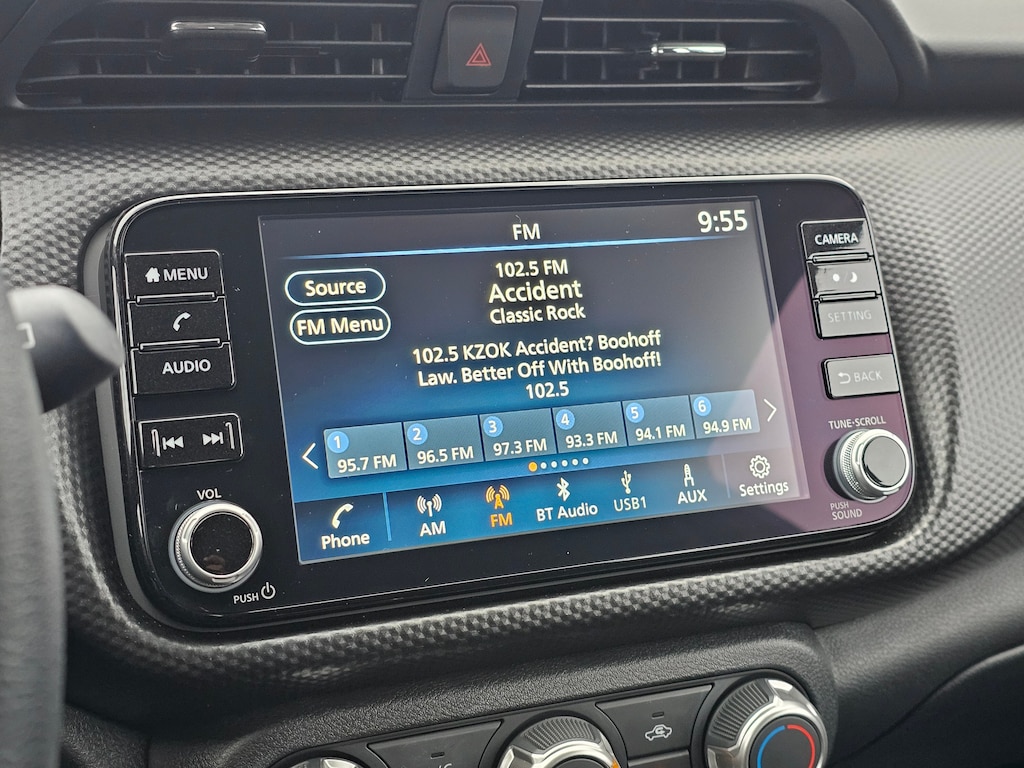 FM
9:55
Source
FM Menu
102.5 FM
Accident
Classic Rock
102.5 KZOK Accident? Boohoff
Law. Better Off With Boohoff!
102.5
1 2 3 4 5 6
95.7 FM 96.5 FM 97.3 FM 93.3 FM 94.1 FM 94.9 FM
Phone AM FM BT Audio USB1 AUX Settings
MENU
AUDIO
VOL
PUSH
CAMERA
SETTING
BACK
TUNE·SCROLL
PUSH
SOUND